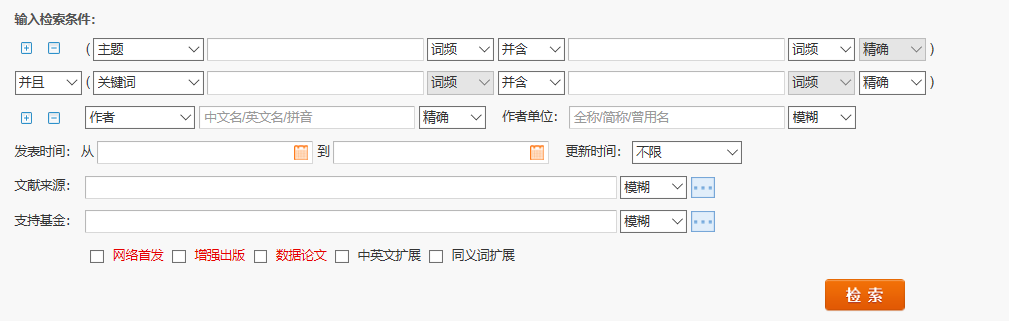 输入检索条件：
( 主题 词频 并含 词频 精确 )
并且 ( 关键词 词频 并含 词频 精确 )
作者 中文名/英文名/拼音 精确 作者单位： 全称/简称/曾用名 模糊
发表时间： 从 到 更新时间： 不限
文献来源： 模糊 ...
支持基金： 模糊 ...
网络首发 增强出版 数据论文 中英文扩展 同义词扩展
检 索